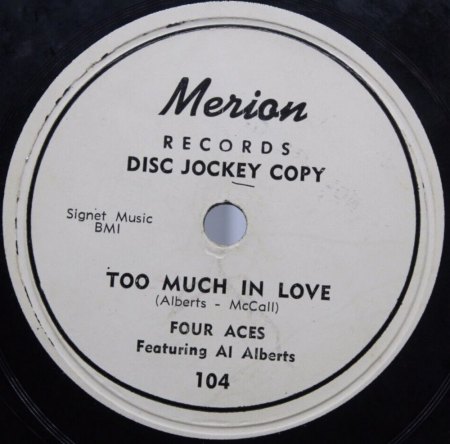 Merion
RECORDS
DISC JOCKEY COPY
Signet Music
BMI
TOO MUCH IN LOVE
(Alberts - McCall)
FOUR ACES
Featuring Al Alberts
104